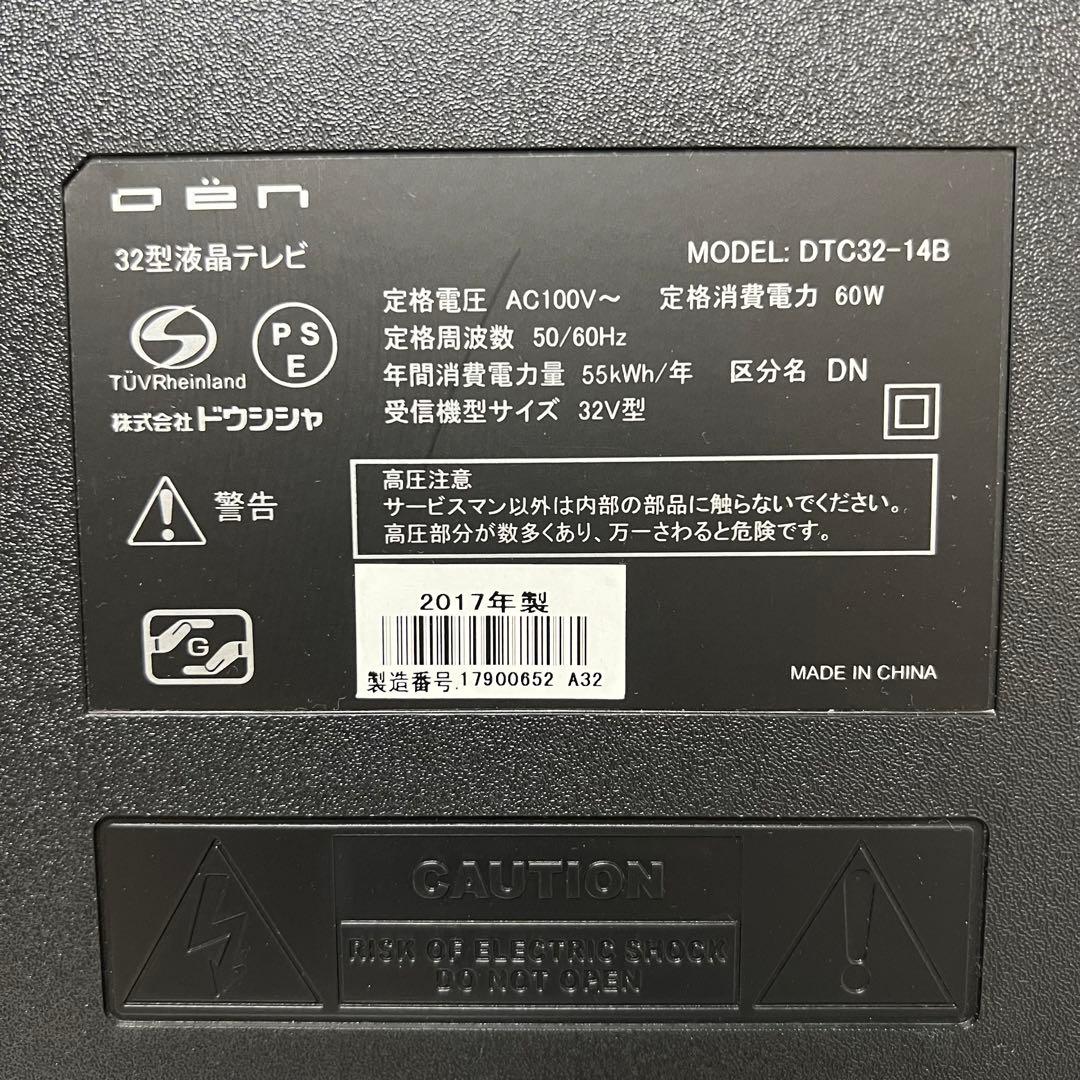 oën
32型液晶テレビ
MODEL: DTC32-14B
定格電圧 AC100V～ 定格消費電力 60W
定格周波数 50/60Hz
年間消費電力量 55kWh/年 区分名 DN
受信機型サイズ 32V型
TÜVRheinland
PS
E
株式会社ドウシシャ
警告
高圧注意
サービスマン以外は内部の部品に触らないでください。
高圧部分が数多くあり、万一さわると危険です。
G
2017年製
製造番号.17900652 A32
MADE IN CHINA
CAUTION
RISK OF ELECTRIC SHOCK
DO NOT OPEN